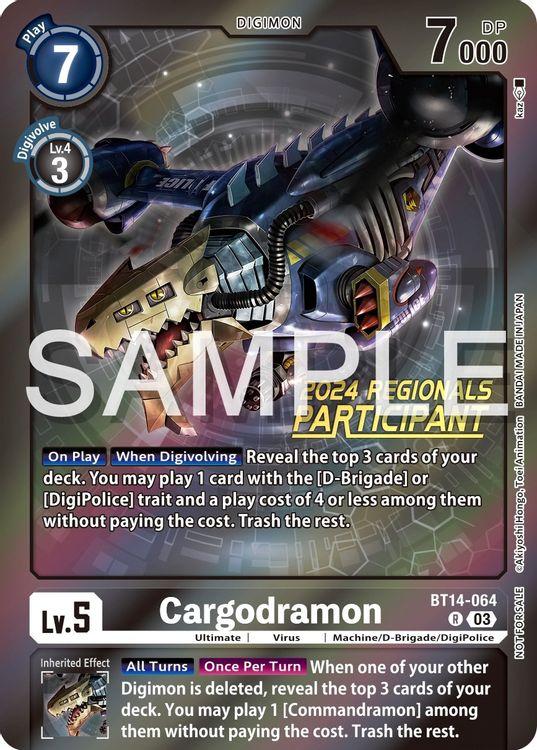 DIGIMON
Play
7
DP
7000
Digivolve
Lv.4
3
kaz
POLICE
SAMPLE
2024 REGIONALS
PARTICIPANT
On Play When Digivolving Reveal the top 3 cards of your
deck. You may play 1 card with the [D-Brigade] or
[DigiPolice] trait and a play cost of 4 or less among them
without paying the cost. Trash the rest.
©Akiyoshi Hongo, Toei Animation BANDAI MADE IN JAPAN
NOT FOR SALE
Lv.5
Cargodramon
BT14-064
R 03
Ultimate | Virus | Machine/D-Brigade/DigiPolice
Inherited Effect
All Turns Once Per Turn When one of your other
Digimon is deleted, reveal the top 3 cards of your
deck. You may play 1 [Commandramon] among
them without paying the cost. Trash the rest.